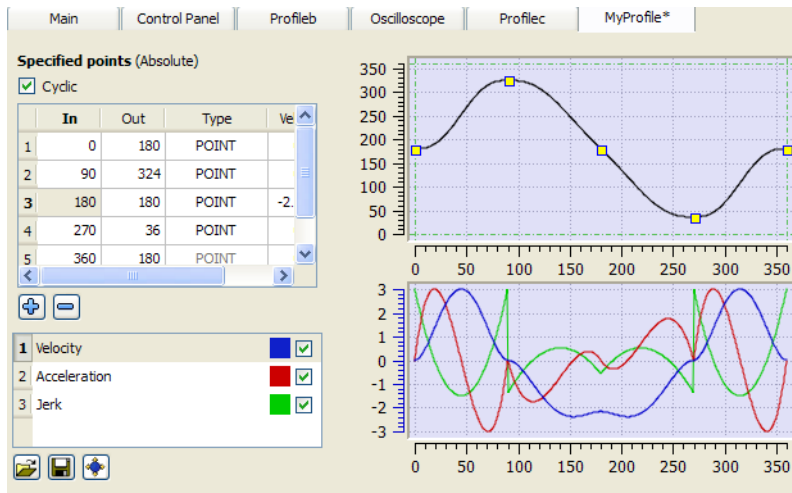 Main Control Panel Profileb Oscilloscope Profilec MyProfile*
Specified points (Absolute)
Cyclic
In Out Type Ve
1 0 180 POINT
2 90 324 POINT
3 180 180 POINT -2.
4 270 36 POINT
5 360 180 POINT
350
300
250
200
150
100
50
0
0 50 100 150 200 250 300 350
1 Velocity
2 Acceleration
3 Jerk
3
2
1
0
-1
-2
-3
0 50 100 150 200 250 300 350